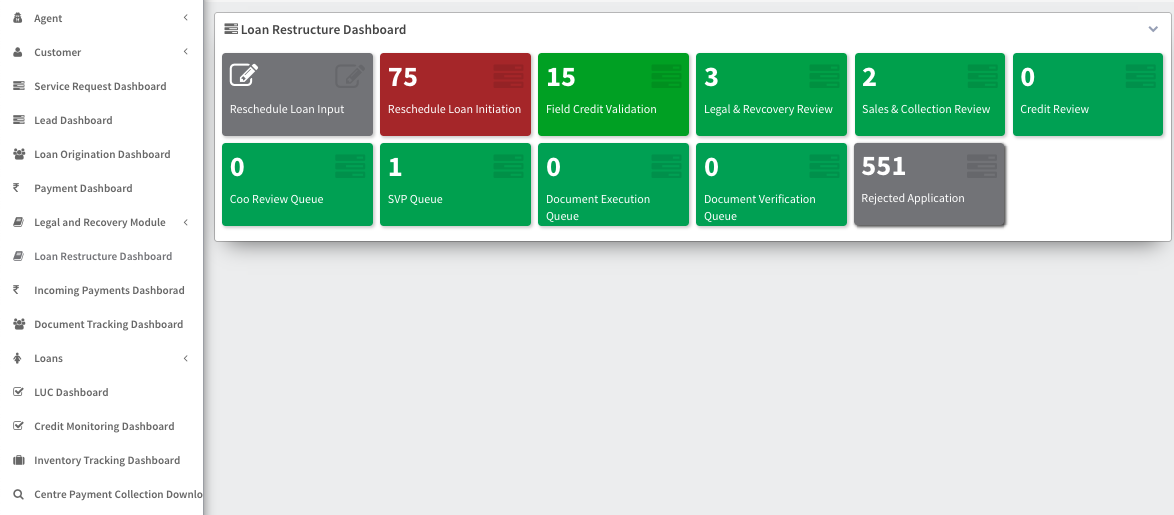 Agent
Customer
Service Request Dashboard
Lead Dashboard
Loan Origination Dashboard
₹ Payment Dashboard
Legal and Recovery Module
Loan Restructure Dashboard
₹ Incoming Payments Dashborad
Document Tracking Dashboard
Loans
LUC Dashboard
Credit Monitoring Dashboard
Inventory Tracking Dashboard
Centre Payment Collection Downlo
Loan Restructure Dashboard
Reschedule Loan Input
75
Reschedule Loan Initiation
15
Field Credit Validation
3
Legal & Revcovery Review
2
Sales & Collection Review
0
Credit Review
0
Coo Review Queue
1
SVP Queue
0
Document Execution
Queue
0
Document Verification
Queue
551
Rejected Application